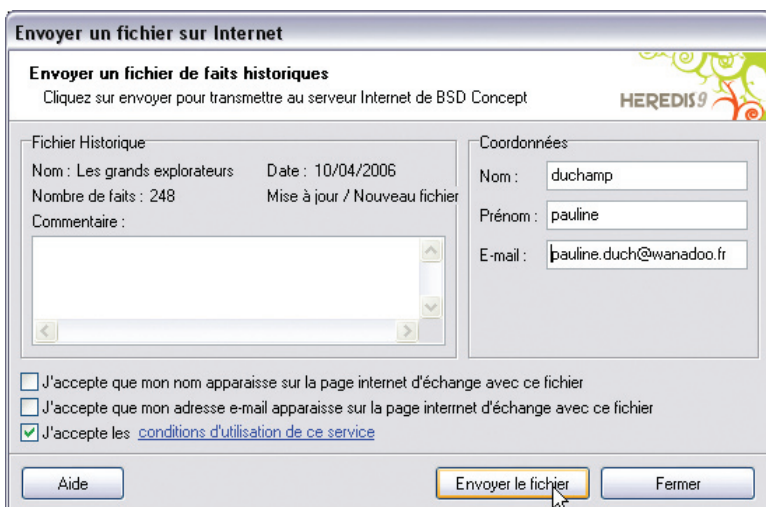 Envoyer un fichier sur Internet
Envoyer un fichier de faits historiques
Cliquez sur envoyer pour transmettre au serveur Internet de BSD Concept
HEREDIS9
Fichier Historique
Nom : Les grands explorateurs
Date : 10/04/2006
Nombre de faits : 248
Mise à jour / Nouveau fichier
Commentaire :
Coordonnées
Nom : duchamp
Prénom : pauline
E-mail : pauline.duch@wanadoo.fr
J'accepte que mon nom apparaisse sur la page internet d'échange avec ce fichier
J'accepte que mon adresse e-mail apparaisse sur la page interrnet d'échange avec ce fichier
J'accepte les conditions d'utilisation de ce service
Aide
Envoyer le fichier
Fermer